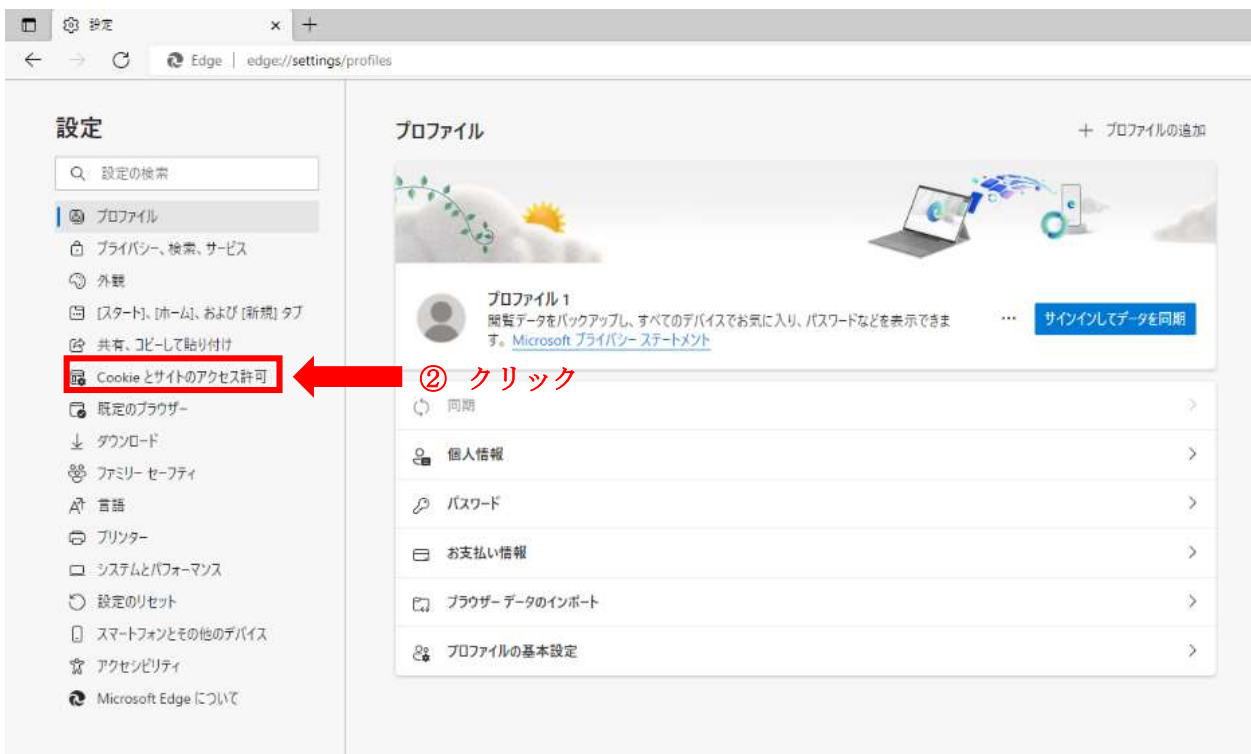 設定
Edge | edge://settings/profiles
設定
設定の検索
プロファイル
プライバシー、検索、サービス
外観
[スタート]、[ホーム]、および [新規] タブ
共有、コピーして貼り付け
Cookie とサイトのアクセス許可
既定のブラウザー
ダウンロード
ファミリー セーフティ
言語
プリンター
システムとパフォーマンス
設定のリセット
スマートフォンとその他のデバイス
アクセシビリティ
Microsoft Edge について
② クリック
プロファイル
プロファイルの追加
プロファイル 1
閲覧データをバックアップし、すべてのデバイスでお気に入り、パスワードなどを表示できま
す。Microsoft プライバシー ステートメント
サインインしてデータを同期
同期
個人情報
パスワード
お支払い情報
ブラウザー データのインポート
プロファイルの基本設定